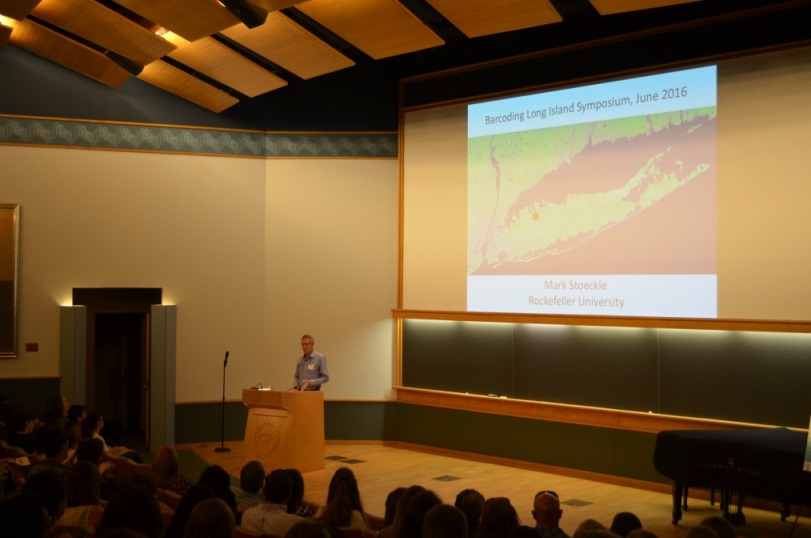 Barcoding Long Island Symposium, June 2016
Mark Stoeckle
Rockefeller University